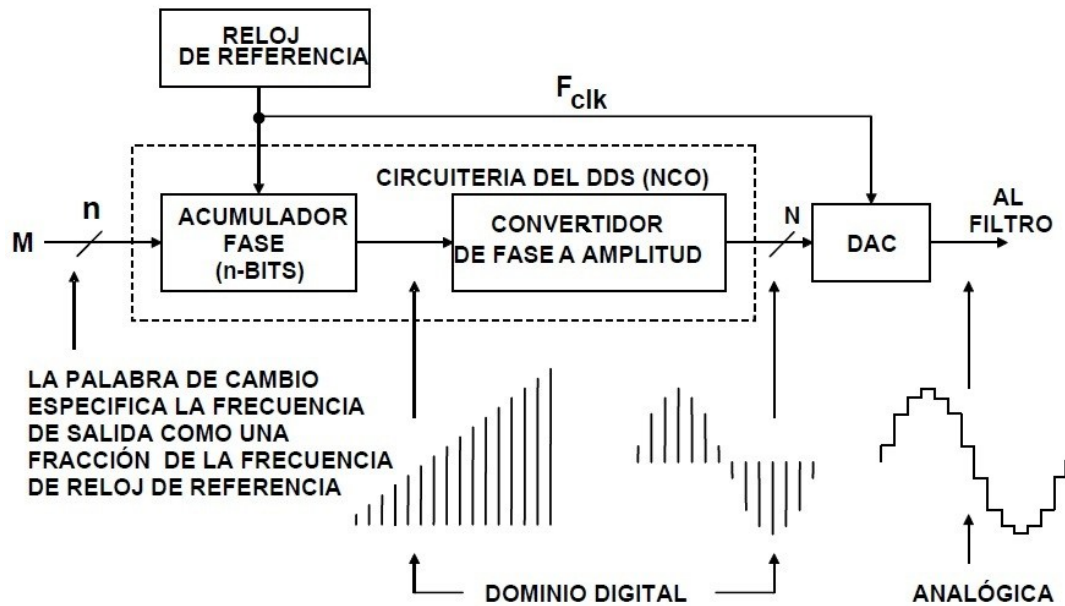 RELOJ
DE REFERENCIA
Fclk
CIRCUITERIA DEL DDS (NCO)
n
M
ACUMULADOR
FASE
(n-BITS)
CONVERTIDOR
DE FASE A AMPLITUD
N
DAC
AL
FILTRO
LA PALABRA DE CAMBIO
ESPECIFICA LA FRECUENCIA
DE SALIDA COMO UNA
FRACCIÓN DE LA FRECUENCIA
DE RELOJ DE REFERENCIA
DOMINIO DIGITAL
ANALÓGICA